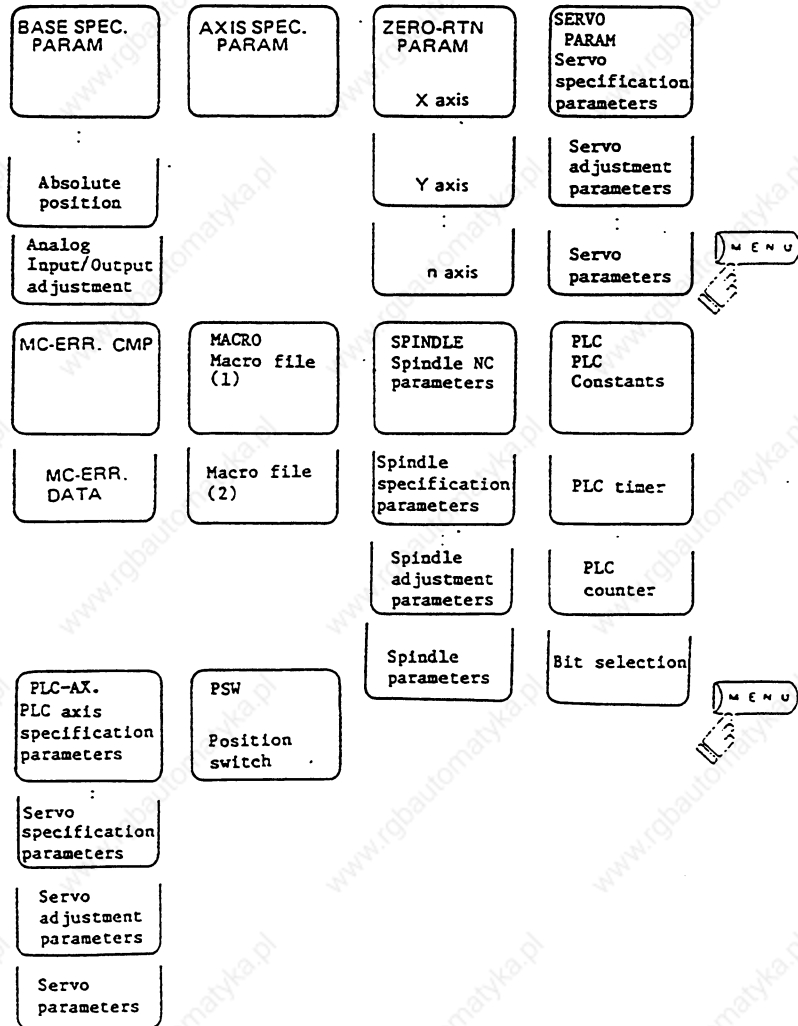 BASE SPEC.
PARAM
:
Absolute
position
Analog
Input/Output
adjustment
AXIS SPEC.
PARAM
ZERO-RTN
PARAM
X axis
Y axis
:
n axis
SERVO
PARAM
Servo
specification
parameters
Servo
adjustment
parameters
:
Servo
parameters
MENU
MC-ERR. CMP
MC-ERR.
DATA
MACRO
Macro file
(1)
Macro file
(2)
SPINDLE
Spindle NC
parameters
Spindle
specification
parameters
:
Spindle
adjustment
parameters
Spindle
parameters
PLC
PLC
Constants
PLC timer
PLC
counter
Bit selection
MENU
PLC-AX.
PLC axis
specification
parameters
:
Servo
specification
parameters
Servo
adjustment
parameters
Servo
parameters
PSW
Position
switch
www.rgbautomatyka.pl